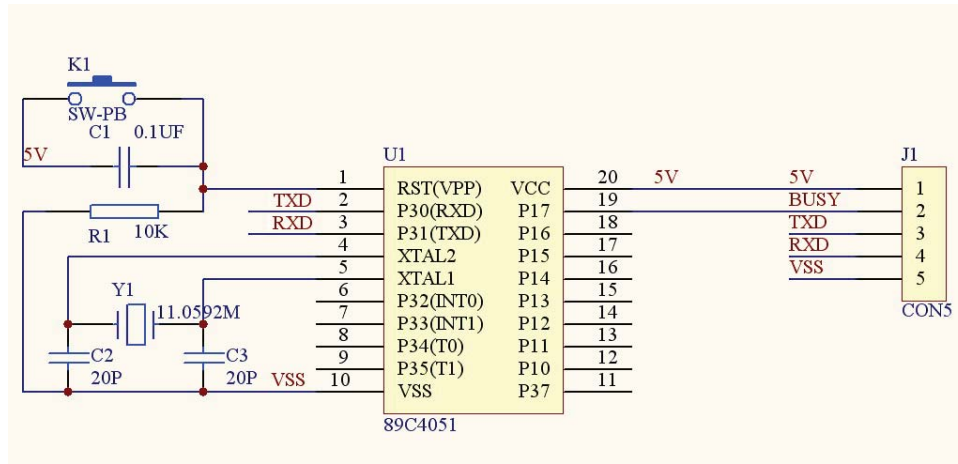 K1
SW-PB
C1 0.1UF
5V
R1 10K
Y1
11.0592M
C2
20P
C3
20P
VSS
TXD
RXD
U1
1 RST(VPP) VCC 20
2 P30(RXD) P17 19
3 P31(TXD) P16 18
4 XTAL2 P15 17
5 XTAL1 P14 16
6 P32(INT0) P13 15
7 P33(INT1) P12 14
8 P34(T0) P11 13
9 P35(T1) P10 12
10 VSS P37 11
89C4051
5V
J1
5V 1
BUSY 2
TXD 3
RXD 4
VSS 5
CON5